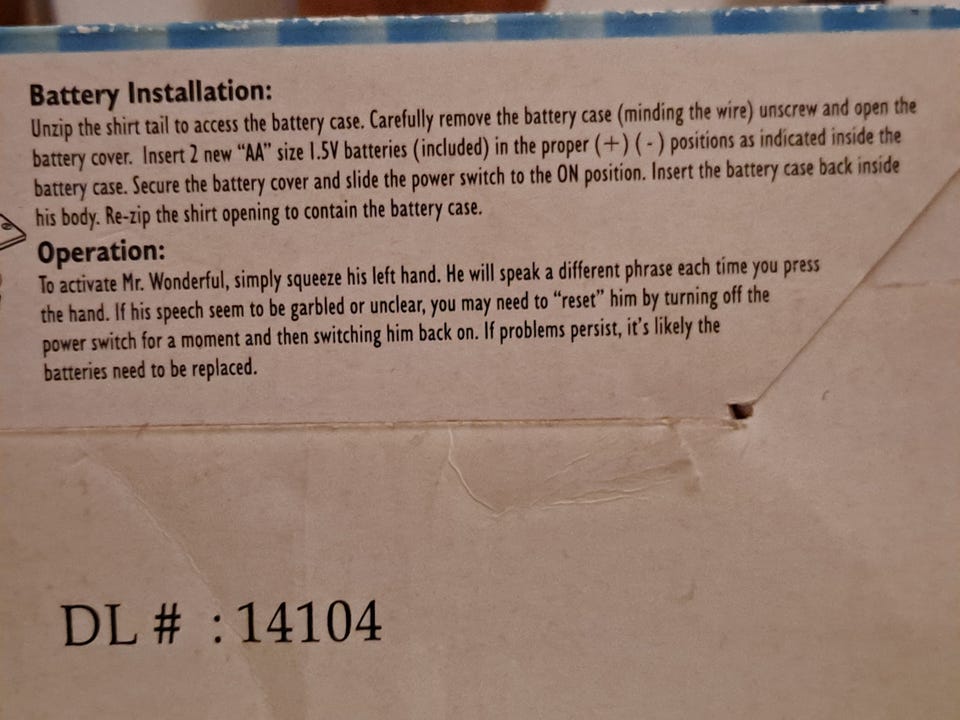 Battery Installation:
Unzip the shirt tail to access the battery case. Carefully remove the battery case (minding the wire) unscrew and open the
battery cover. Insert 2 new “AA” size 1.5V batteries (included) in the proper (+) (-) positions as indicated inside the
battery case. Secure the battery cover and slide the power switch to the ON position. Insert the battery case back inside
his body. Re-zip the shirt opening to contain the battery case.
Operation:
To activate Mr. Wonderful, simply squeeze his left hand. He will speak a different phrase each time you press
the hand. If his speech seem to be garbled or unclear, you may need to “reset” him by turning off the
power switch for a moment and then switching him back on. If problems persist, it’s likely the
batteries need to be replaced.
DL # : 14104